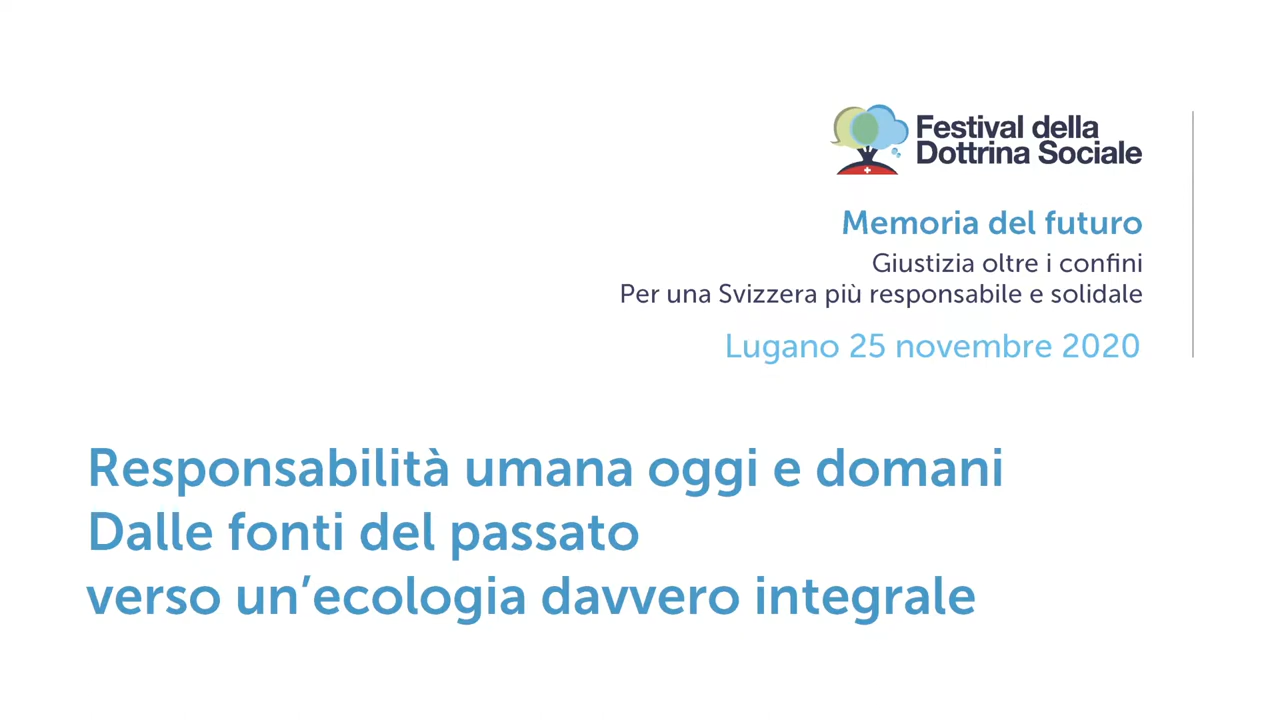 Festival della
Dottrina Sociale
Memoria del futuro
Giustizia oltre i confini
Per una Svizzera più responsabile e solidale
Lugano 25 novembre 2020
Responsabilità umana oggi e domani
Dalle fonti del passato
verso un’ecologia davvero integrale